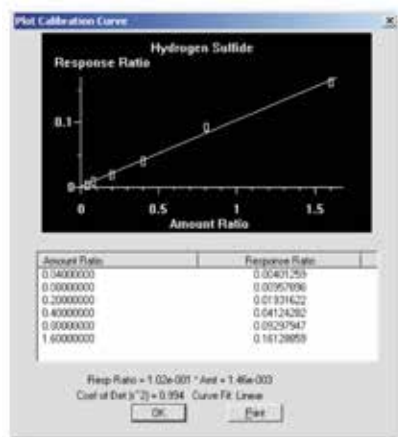 Plot Calibration Curve
Hydrogen Sulfide
Response Ratio
0.1
0
0 0.5 1 1.5
Amount Ratio
Amount Ratio Response Ratio
0.04000000 0.00401259
0.08000000 0.00957896
0.20000000 0.01931622
0.40000000 0.04124282
0.80000000 0.09297947
1.60000000 0.16128859
Resp Ratio = 1.02e-001 * Amt + 1.46e-003
Coef of Det (r^2) = 0.994 Curve Fit: Linear
OK Print